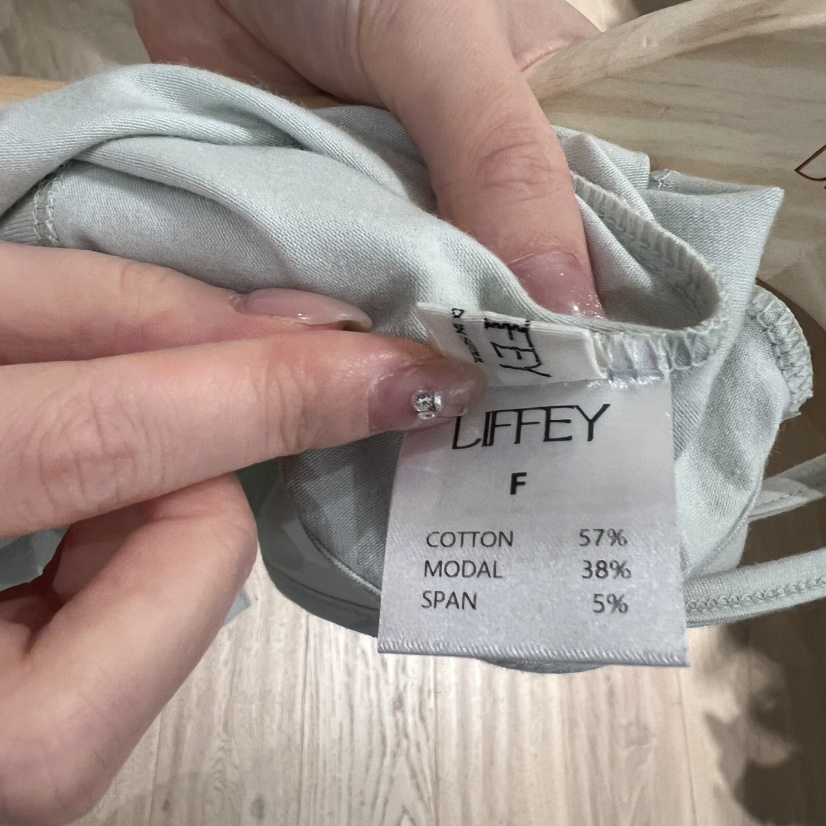 LIFFEY
F
COTTON 57%
MODAL 38%
SPAN 5%